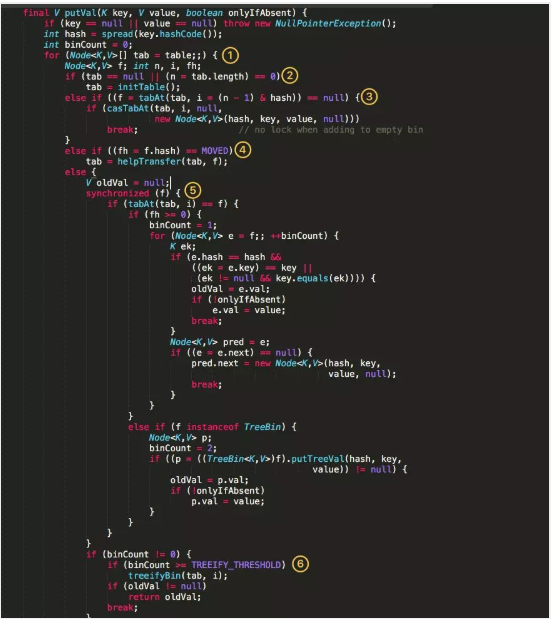 final V putVal(K key, V value, boolean onlyIfAbsent) {
if (key == null || value == null) throw new NullPointerException();
int hash = spread(key.hashCode());
int binCount = 0;
for (Node<K,V>[] tab = table;;) { 1
Node<K,V> f; int n, i, fh;
if (tab == null || (n = tab.length) == 0) 2
tab = initTable();
else if ((f = tabAt(tab, i = (n - 1) & hash)) == null) { 3
if (casTabAt(tab, i, null,
new Node<K,V>(hash, key, value, null)))
break; // no lock when adding to empty bin
}
else if ((fh = f.hash) == MOVED) 4
tab = helpTransfer(tab, f);
else {
V oldVal = null;
synchronized (f) { 5
if (tabAt(tab, i) == f) {
if (fh >= 0) {
binCount = 1;
for (Node<K,V> e = f;; ++binCount) {
K ek;
if (e.hash == hash &&
((ek = e.key) == key ||
(ek != null && key.equals(ek)))) {
oldVal = e.val;
if (!onlyIfAbsent)
e.val = value;
break;
}
Node<K,V> pred = e;
if ((e = e.next) == null) {
pred.next = new Node<K,V>(hash, key,
value, null);
break;
}
}
}
else if (f instanceof TreeBin) {
Node<K,V> p;
binCount = 2;
if ((p = ((TreeBin<K,V>)f).putTreeVal(hash, key,
value)) != null) {
oldVal = p.val;
if (!onlyIfAbsent)
p.val = value;
}
}
}
}
if (binCount != 0) {
if (binCount >= TREEIFY_THRESHOLD) 6
treeifyBin(tab, i);
if (oldVal != null)
return oldVal;
break;
}